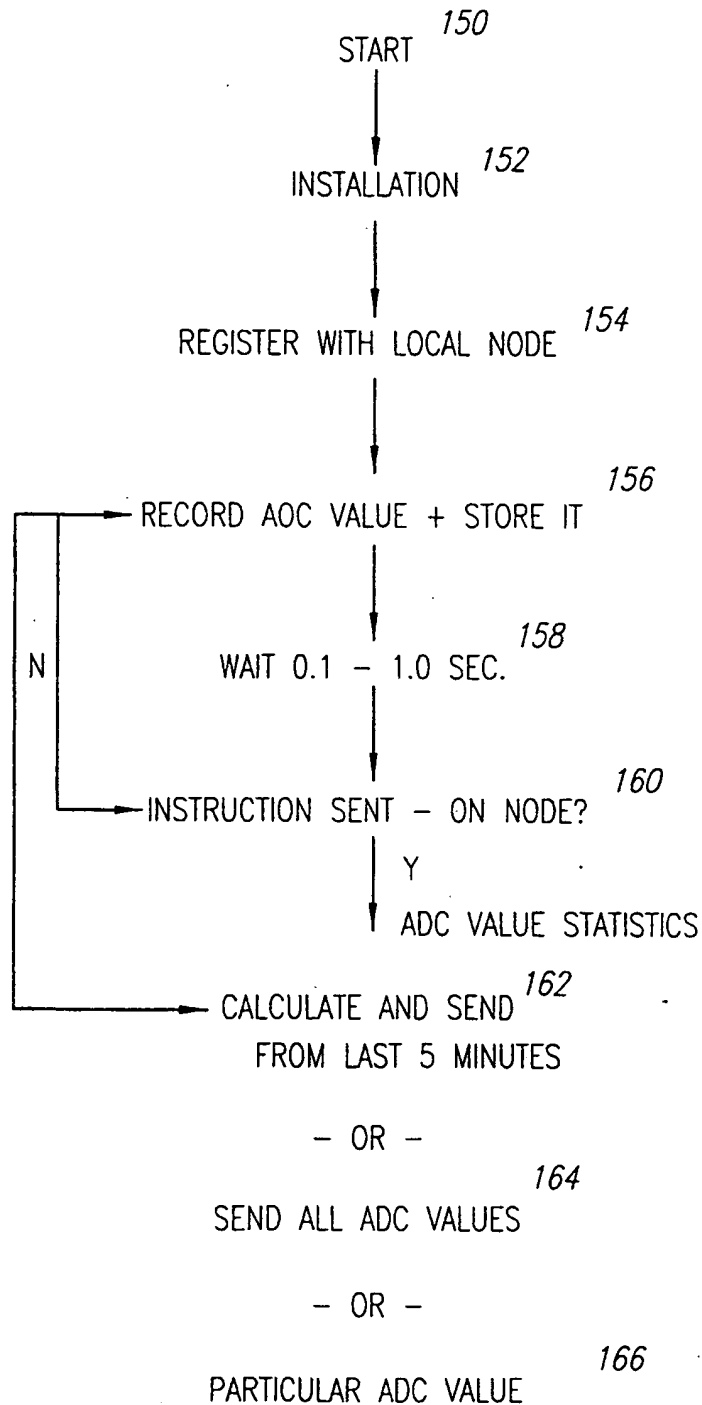 150
START
152
INSTALLATION
154
REGISTER WITH LOCAL NODE
156
RECORD AOC VALUE + STORE IT
158
N
WAIT 0.1 – 1.0 SEC.
160
INSTRUCTION SENT – ON NODE?
Y
ADC VALUE STATISTICS
162
CALCULATE AND SEND
FROM LAST 5 MINUTES
– OR –
164
SEND ALL ADC VALUES
– OR –
166
PARTICULAR ADC VALUE